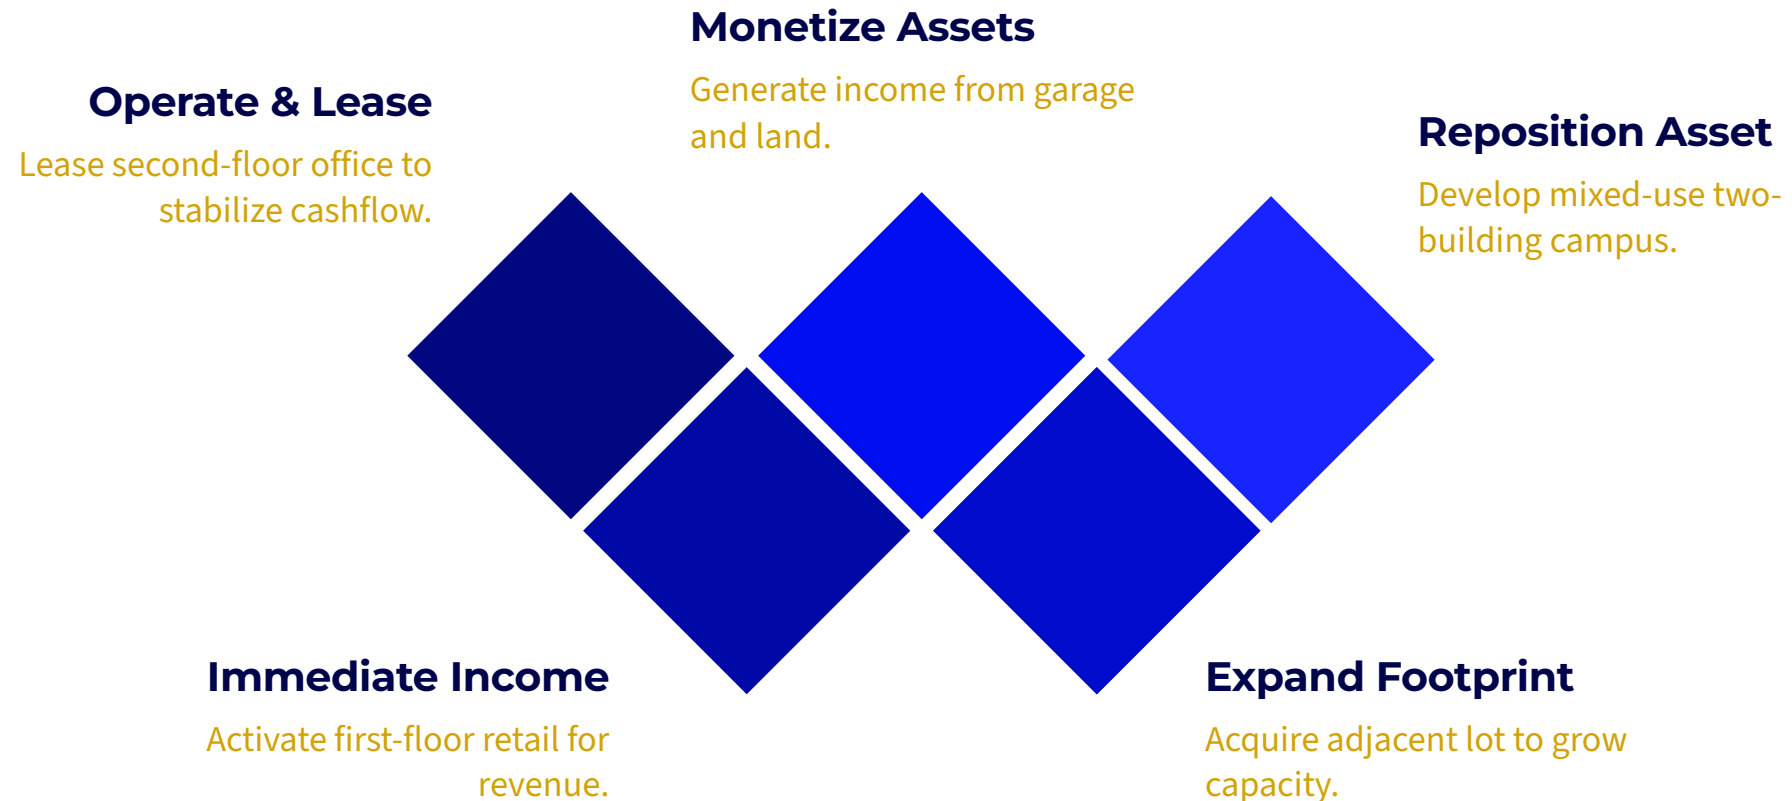 Monetize Assets
Generate income from garage
and land.
Operate & Lease
Lease second-floor office to
stabilize cashflow.
Reposition Asset
Develop mixed-use two-
building campus.
Immediate Income
Activate first-floor retail for
revenue.
Expand Footprint
Acquire adjacent lot to grow
capacity.